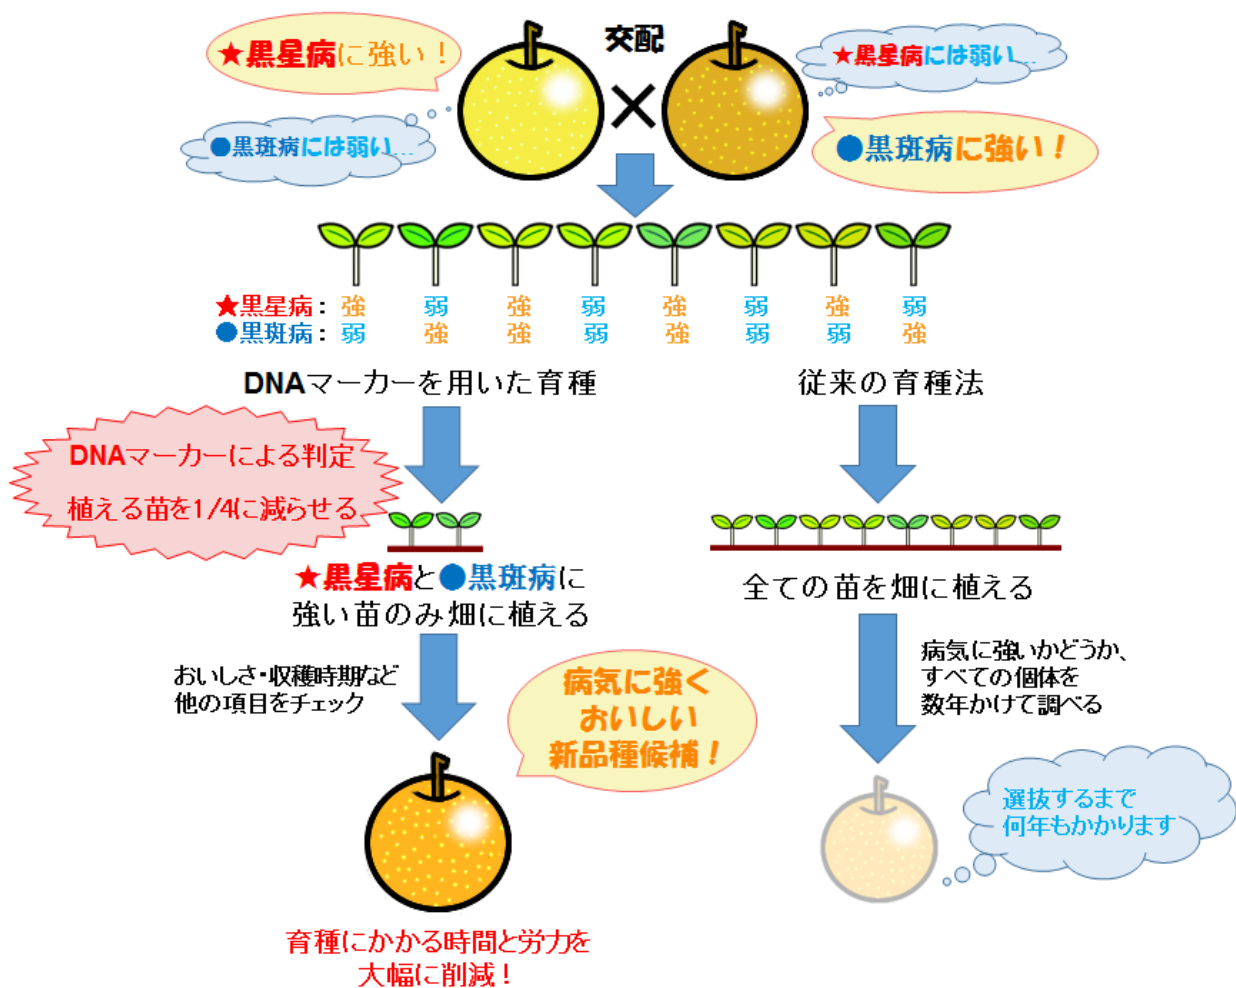 交配
★黒星病に強い！
●黒斑病には弱い…
★黒星病には弱い…
●黒斑病に強い！
★黒星病： 強 弱 強 弱 強 弱 強 弱
●黒斑病： 弱 強 強 弱 強 弱 弱 強
DNAマーカーを用いた育種
DNAマーカーによる判定
植える苗を1/4に減らせる
★黒星病と●黒斑病に
強い苗のみ畑に植える
おいしさ・収穫時期など
他の項目をチェック
病気に強く
おいしい
新品種候補！
育種にかかる時間と労力を
大幅に削減！
従来の育種法
全ての苗を畑に植える
病気に強いかどうか、
すべての個体を
数年かけて調べる
選抜するまで
何年もかかります